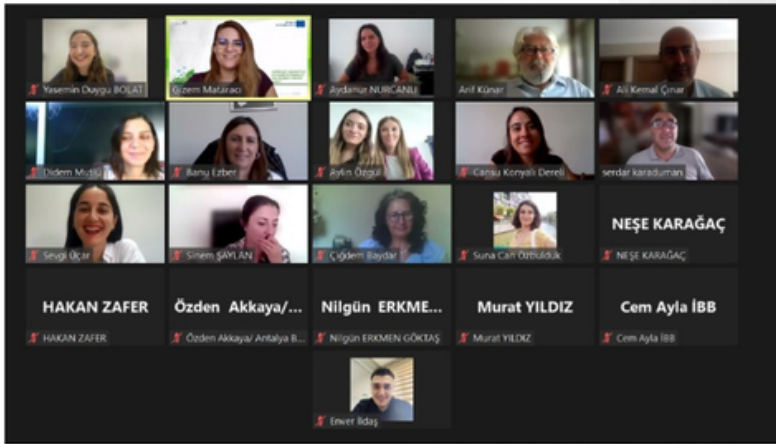 Yasemin Duygu BOLAT
Gizem Mataracı
Aydanur NURCANLI
Arif Künar
Ali Kemal Çınar
Didem Mutlu
Banu Ezber
Aylin Özgül
Cansu Konyalı Dereli
serdar karaduman
Sevgi Uçar
Sinem ŞAYLAN
Çiğdem Baydar
Suna Can Özbulduk
NEŞE KARAĞAÇ
NEŞE KARAĞAÇ
HAKAN ZAFER
Özden Akkaya/...
Nilgün ERKME...
Murat YILDIZ
Cem Ayla İBB
HAKAN ZAFER
Özden Akkaya/ Antalya B...
Nilgün ERKMEN GÖKTAŞ
Murat YILDIZ
Cem Ayla İBB
Enver İldaş